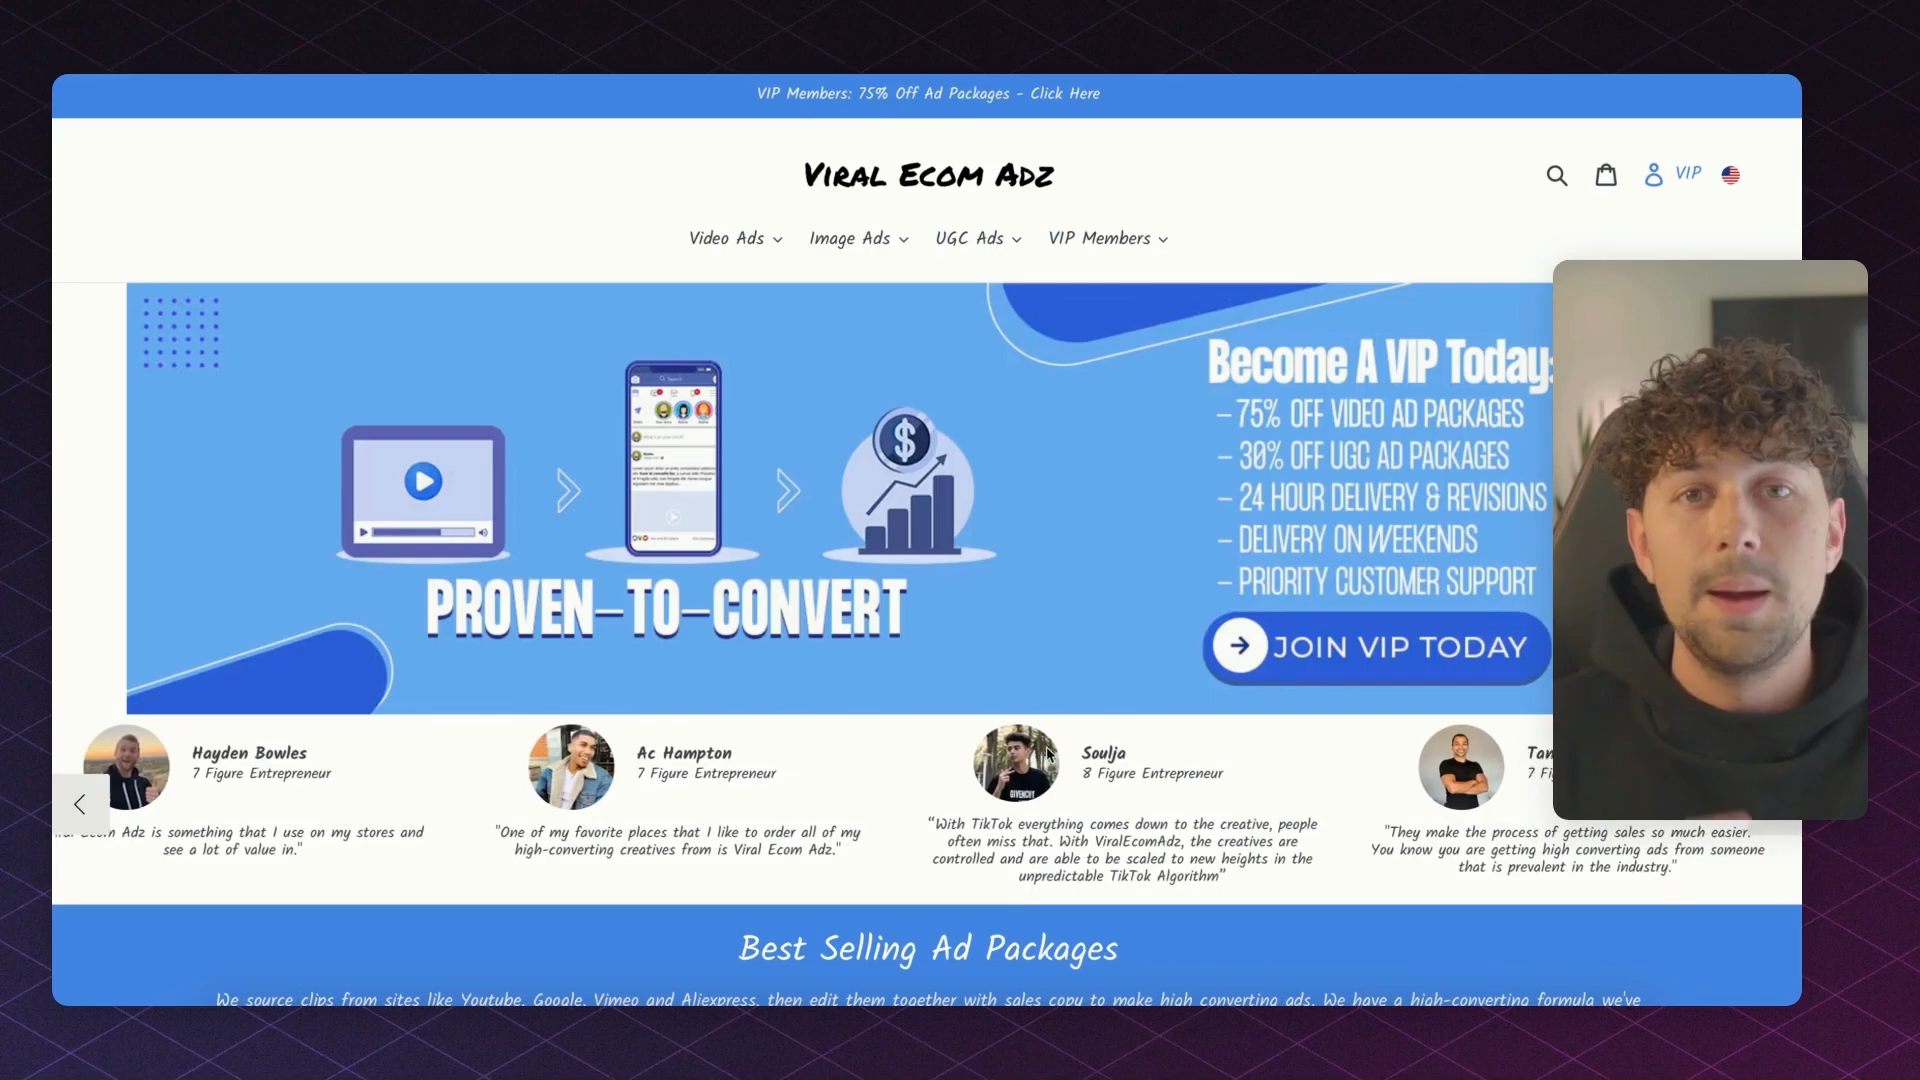 VIP Members: 75% Off Ad Packages - Click Here
Viral Ecom Adz
VIP
Video Ads
Image Ads
UGC Ads
VIP Members
Become A VIP Today:
– 75% OFF VIDEO AD PACKAGES
– 30% OFF UGC AD PACKAGES
– 24 HOUR DELIVERY & REVISIONS
– DELIVERY ON WEEKENDS
– PRIORITY CUSTOMER SUPPORT
JOIN VIP TODAY
PROVEN–TO–CONVERT
Hayden Bowles
7 Figure Entrepreneur
Ecom Adz is something that I use on my stores and
see a lot of value in."
Ac Hampton
7 Figure Entrepreneur
"One of my favorite places that I like to order all of my
high-converting creatives from is Viral Ecom Adz."
Soulja
8 Figure Entrepreneur
“With TikTok everything comes down to the creative, people
often miss that. With ViralEcomAdz, the creatives are
controlled and are able to be scaled to new heights in the
unpredictable TikTok Algorithm”
GIVENCHY
"They make the process of getting sales so much easier.
You know you are getting high converting ads from someone
that is prevalent in the industry."
Best Selling Ad Packages
We source clips from sites like Youtube, Google, Vimeo and Aliexpress, then edit them together with sales copy to make high converting ads. We have a high-converting formula we've